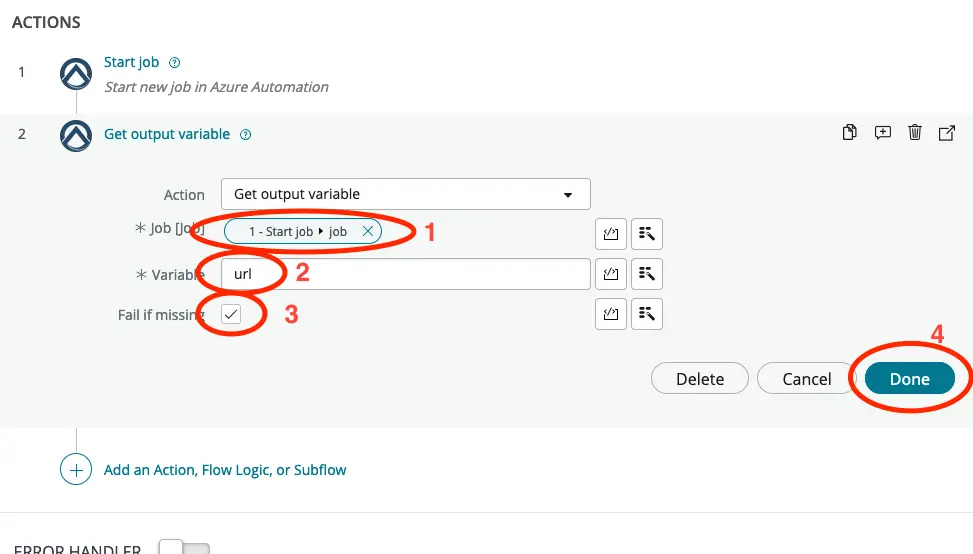 ACTIONS
1
Start job
Start new job in Azure Automation
2
Get output variable
Action
Get output variable
* Job [Job]
1 - Start job ▸ job
1
* Variable
url
2
Fail if missing
3
4
Delete
Cancel
Done
Add an Action, Flow Logic, or Subflow
ERROR HANDLER